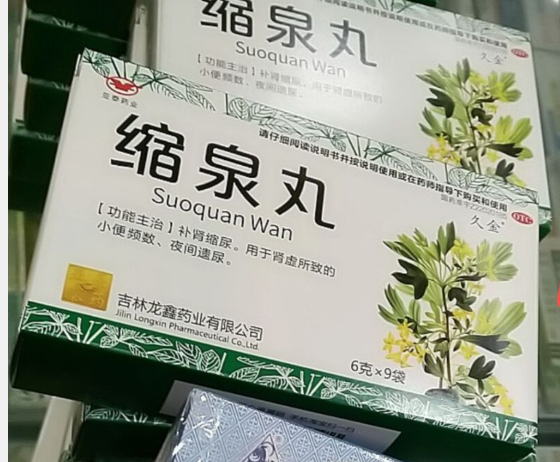 缩泉丸
Suoquan Wan
【功能主治】补肾缩尿。用于肾虚所致的
小便频数、夜间遗尿。
OTC
久金
请仔细阅读说明书并按说明使用或在药师指导下购买和使用
缩泉丸
Suoquan Wan
OTC
久金
【功能主治】补肾缩尿。用于肾虚所致的
小便频数、夜间遗尿。
吉林龙鑫药业有限公司
Jilin Longxin Pharmaceutical Co.,Ltd.
6克×9袋